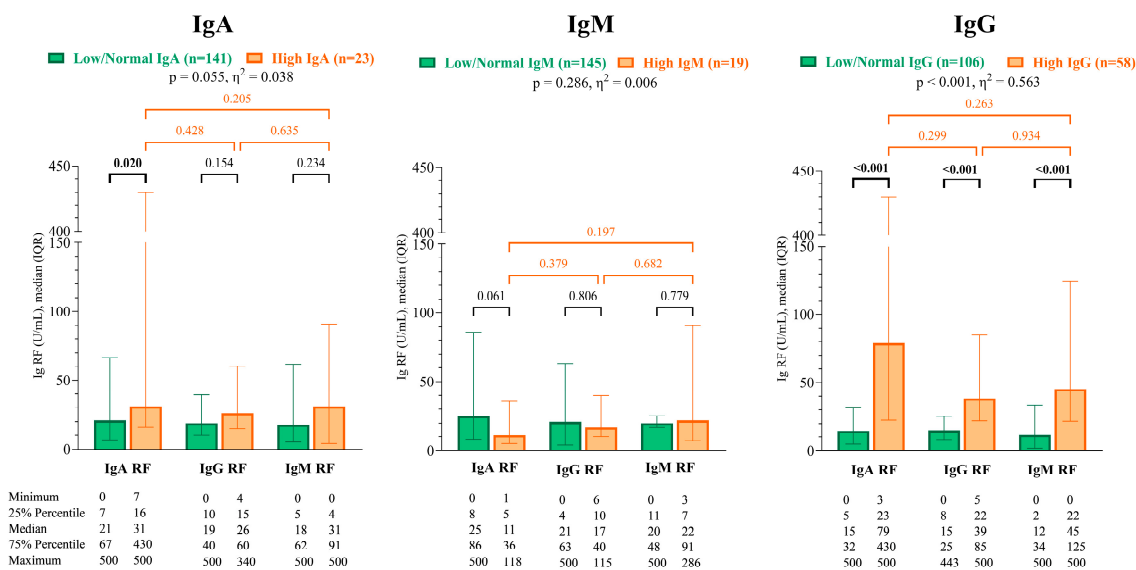 IgA
Low/Normal IgA (n=141) IIigh IgA (n=23)
p = 0.055, η² = 0.038
0.205
0.428 0.635
0.020 0.154 0.234
450
400
150
100
50
0
Ig RF (U/mL), median (IQR)
IgA RF IgG RF IgM RF
IgM
Low/Normal IgM (n=145) High IgM (n=19)
p = 0.286, η² = 0.006
450
400
150
100
50
0
Ig RF (U/mL), median (IQR)
0.197
0.379 0.682
0.061 0.806 0.779
IgA RF IgG RF IgM RF
IgG
Low/Normal IgG (n=106) High IgG (n=58)
p < 0.001, η² = 0.563
0.263
0.299 0.934
<0.001 <0.001 <0.001
450
400
150
100
50
0
Ig RF (U/mL), median (IQR)
IgA RF IgG RF IgM RF
Minimum 0 7 0 4 0 0 0 1 0 6 0 3 0 3 0 5 0 0
25% Percentile 7 16 10 15 5 4 8 5 4 10 11 7 5 23 8 22 2 22
Median 21 31 19 26 18 31 25 11 21 17 20 22 15 79 15 39 12 45
75% Percentile 67 430 40 60 62 91 86 36 63 40 48 91 32 430 25 85 34 125
Maximum 500 500 500 340 500 500 500 118 500 115 500 286 500 500 443 500 500 500